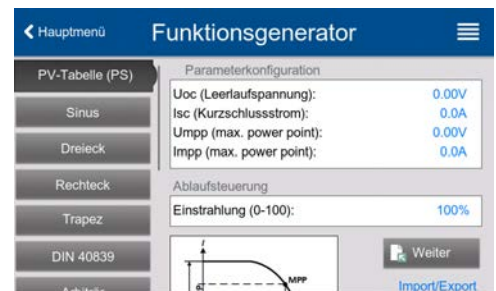 Hauptmenü
Funktionsgenerator
PV-Tabelle (PS)
Sinus
Dreieck
Rechteck
Trapez
DIN 40839
Parameterkonfiguration
Uoc (Leerlaufspannung): 0.00V
Isc (Kurzschlussstrom): 0.0A
Umpp (max. power point): 0.00V
Impp (max. power point): 0.0A
Ablaufsteuerung
Einstrahlung (0-100): 100%
MPP
Weiter
Import/Export